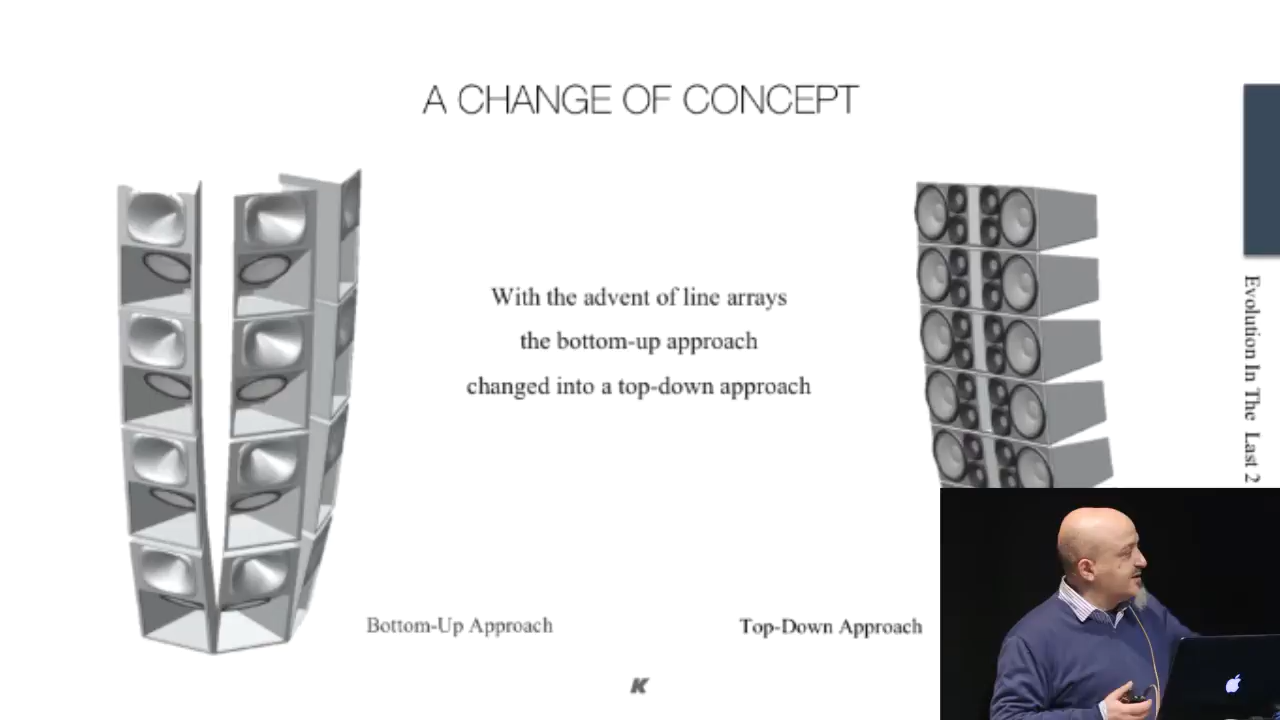 A CHANGE OF CONCEPT
With the advent of line arrays
the bottom-up approach
changed into a top-down approach
Bottom-Up Approach
Top-Down Approach
K
Evolution In The Last 2